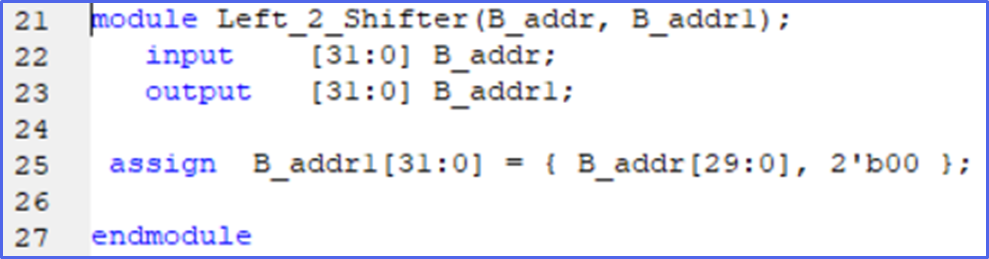 21 module Left_2_Shifter(B_addr, B_addr1);
22 input [31:0] B_addr;
23 output [31:0] B_addr1;
24
25 assign B_addr1[31:0] = { B_addr[29:0], 2'b00 };
26
27 endmodule